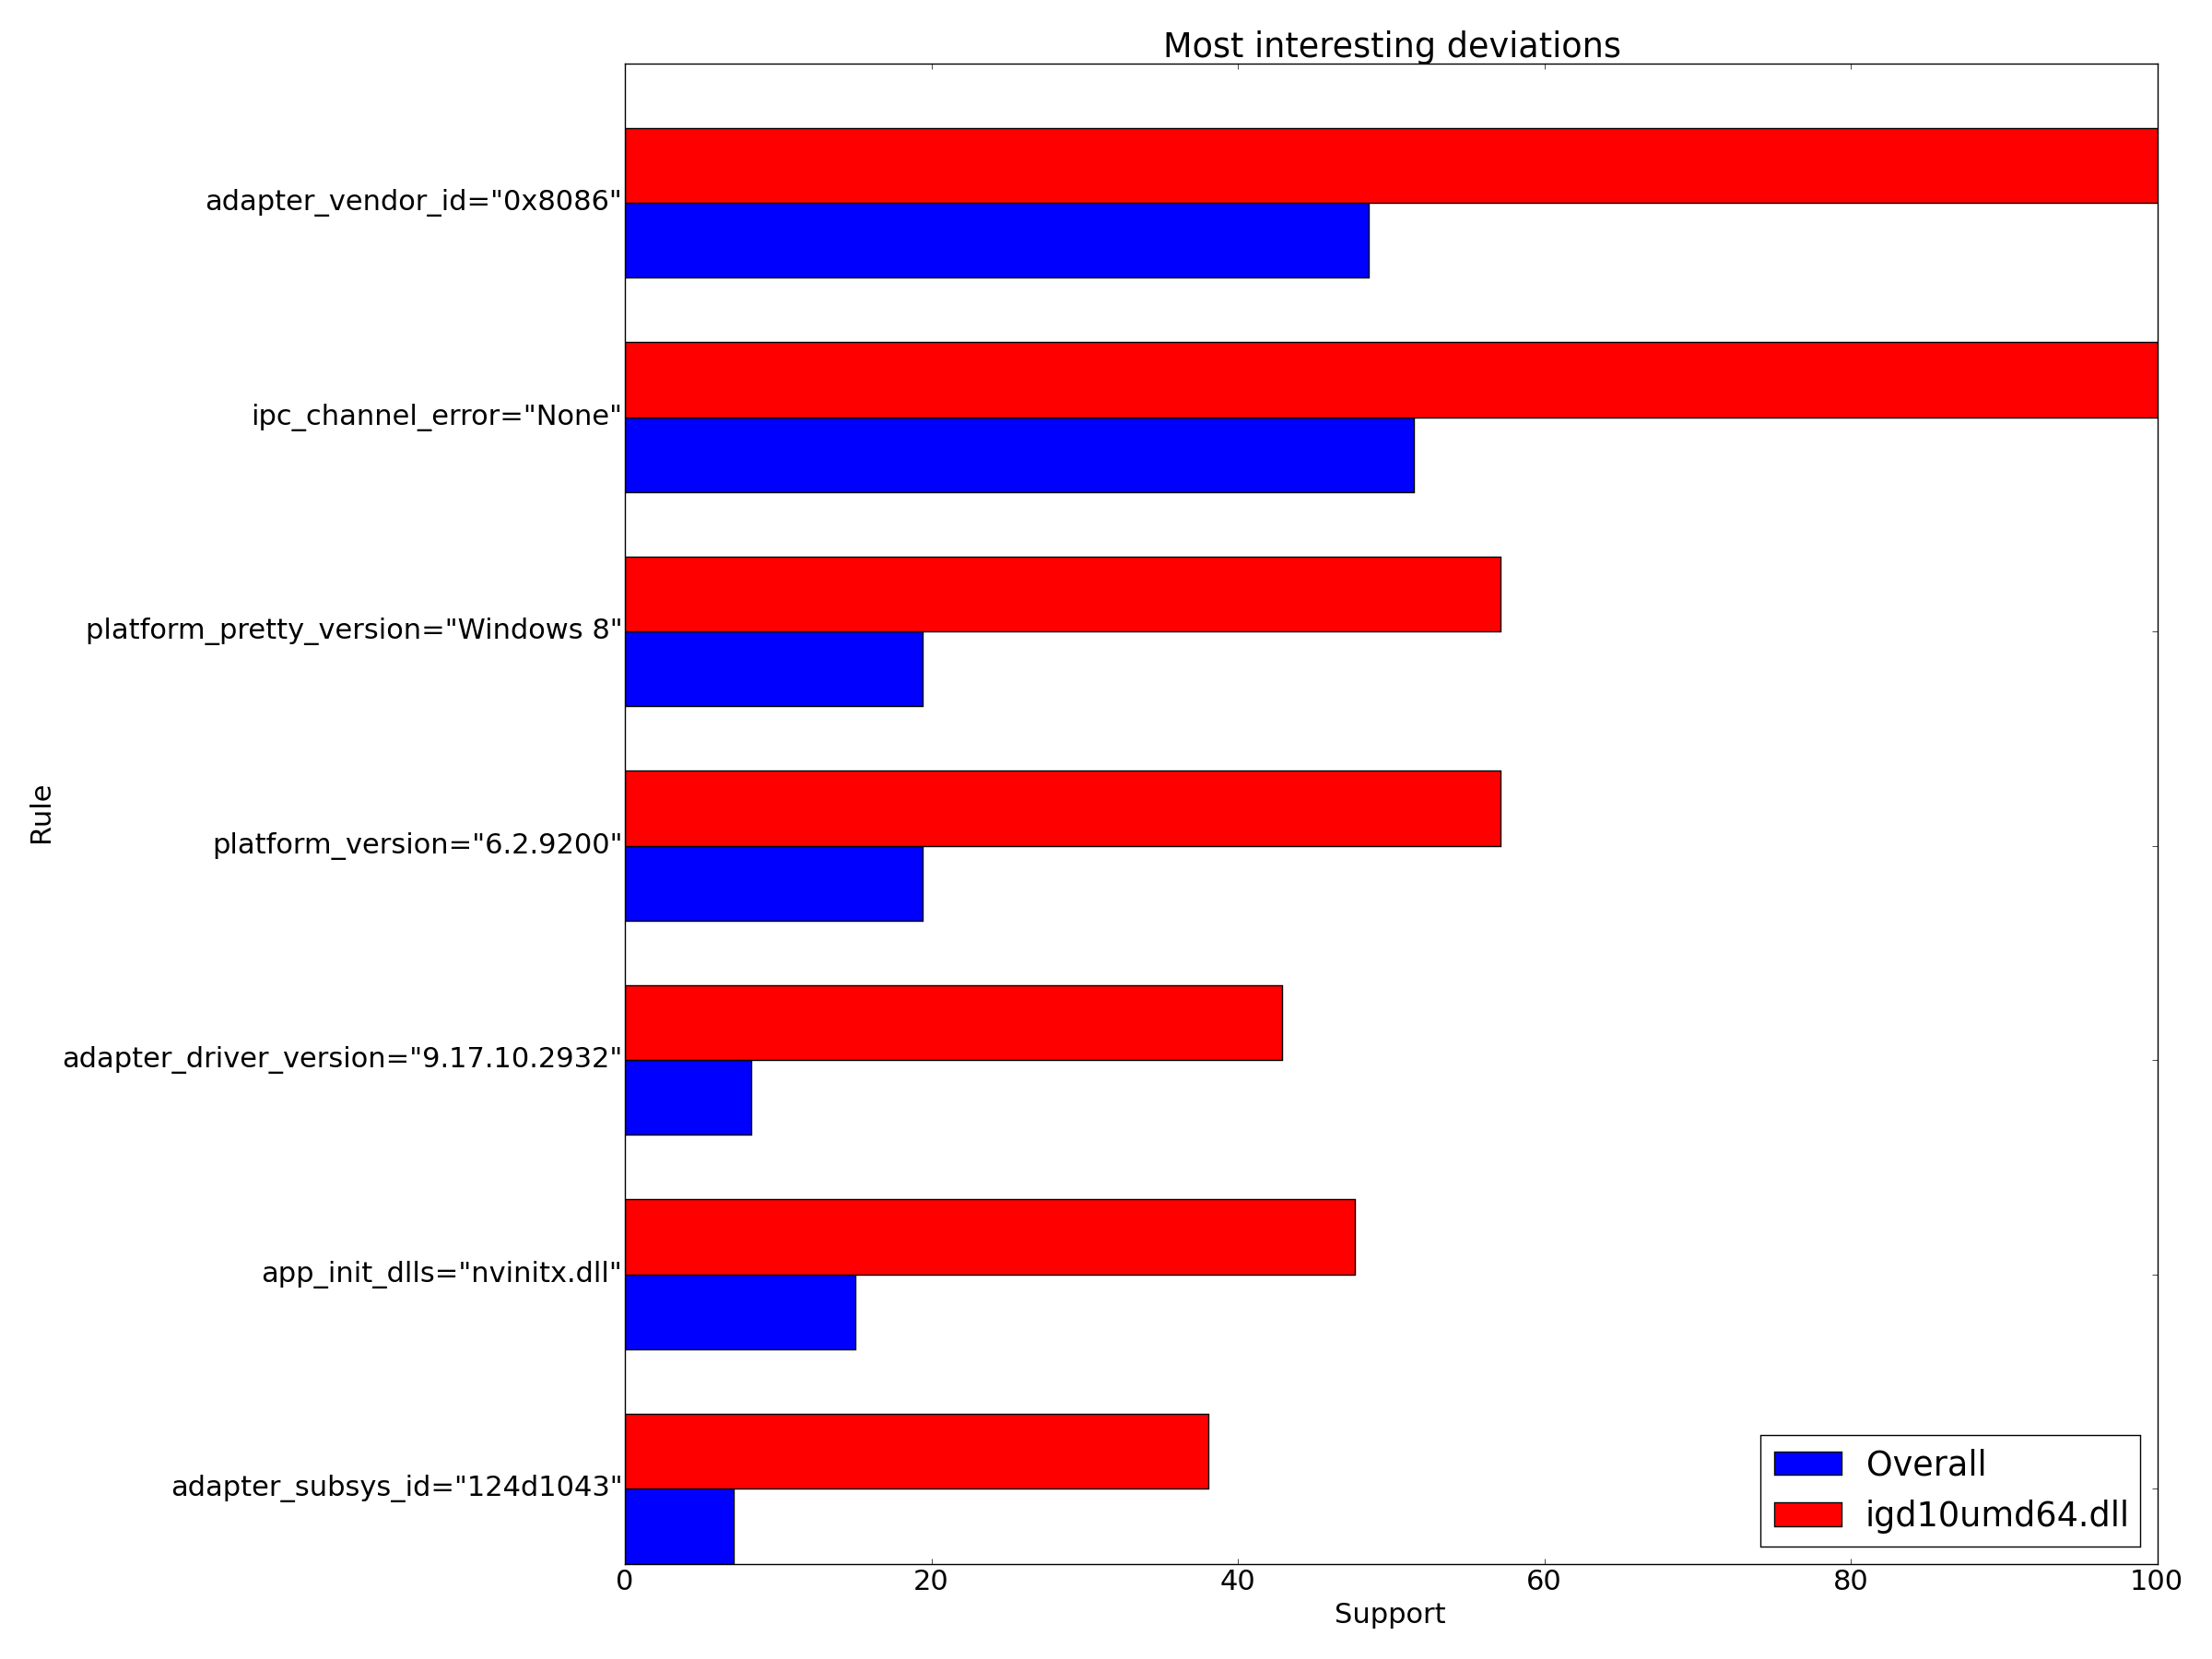 Most interesting deviations
adapter_vendor_id="0x8086"
ipc_channel_error="None"
platform_pretty_version="Windows 8"
platform_version="6.2.9200"
adapter_driver_version="9.17.10.2932"
app_init_dlls="nvinitx.dll"
adapter_subsys_id="124d1043"
Rule
Overall
igd10umd64.dll
0 20 40 60 80 100
Support